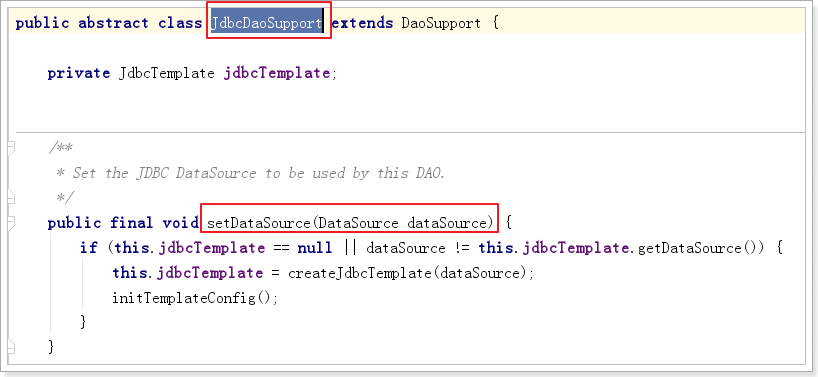 public abstract class JdbcDaoSupport extends DaoSupport {
private JdbcTemplate jdbcTemplate;
/**
* Set the JDBC DataSource to be used by this DAO.
*/
public final void setDataSource(DataSource dataSource) {
if (this.jdbcTemplate == null || dataSource != this.jdbcTemplate.getDataSource()) {
this.jdbcTemplate = createJdbcTemplate(dataSource);
initTemplateConfig();
}
}